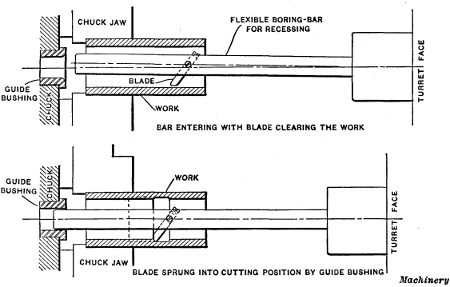 CHUCK JAW
FLEXIBLE BORING-BAR
FOR RECESSING
GUIDE
BUSHING
BLADE
CHUCK
WORK
TURRET FACE
BAR ENTERING WITH BLADE CLEARING THE WORK
GUIDE
BUSHING
CHUCK
WORK
TURRET FACE
CHUCK JAW
BLADE SPRUNG INTO CUTTING POSITION BY GUIDE BUSHING
Machinery